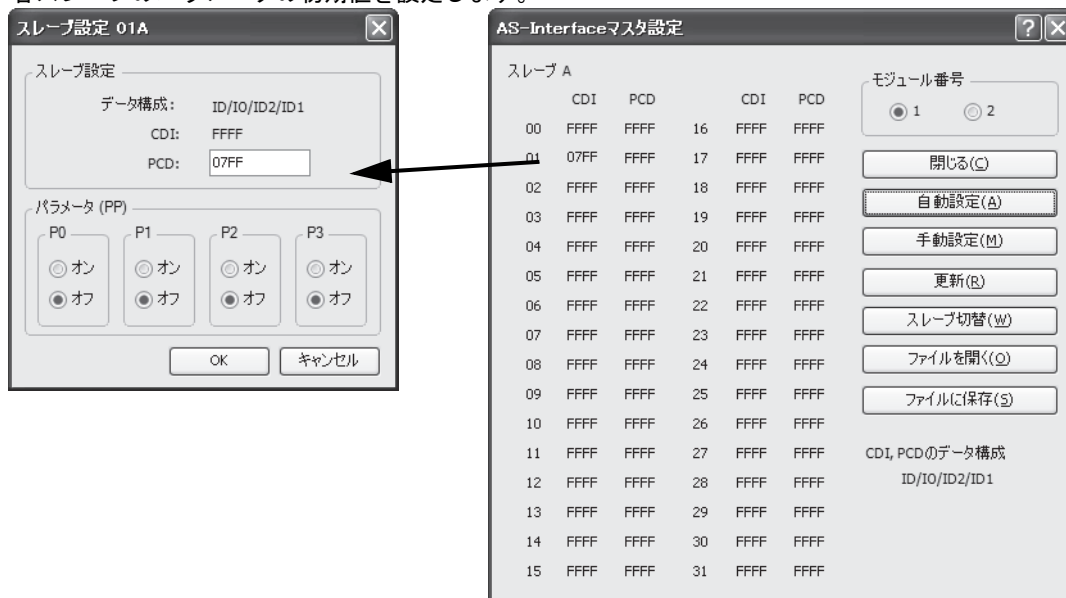 各スレーブのパラメータの初期値を設定します。
スレーブ設定 01A
スレーブ設定
データ構成: ID/IO/ID2/ID1
CDI: FFFF
PCD: 07FF
パラメータ (PP)
P0 P1 P2 P3
オン オン オン オン
オフ オフ オフ オフ
OK キャンセル
AS-Interfaceマスタ設定
スレーブ A
CDI PCD CDI PCD
00 FFFF FFFF 16 FFFF FFFF
01 07FF FFFF 17 FFFF FFFF
02 FFFF FFFF 18 FFFF FFFF
03 FFFF FFFF 19 FFFF FFFF
04 FFFF FFFF 20 FFFF FFFF
05 FFFF FFFF 21 FFFF FFFF
06 FFFF FFFF 22 FFFF FFFF
07 FFFF FFFF 23 FFFF FFFF
08 FFFF FFFF 24 FFFF FFFF
09 FFFF FFFF 25 FFFF FFFF
10 FFFF FFFF 26 FFFF FFFF
11 FFFF FFFF 27 FFFF FFFF
12 FFFF FFFF 28 FFFF FFFF
13 FFFF FFFF 29 FFFF FFFF
14 FFFF FFFF 30 FFFF FFFF
15 FFFF FFFF 31 FFFF FFFF
モジュール番号
1 2
閉じる(C)
自動設定(A)
手動設定(M)
更新(R)
スレーブ切替(W)
ファイルを開く(O)
ファイルに保存(S)
CDI, PCDのデータ構成
ID/IO/ID2/ID1